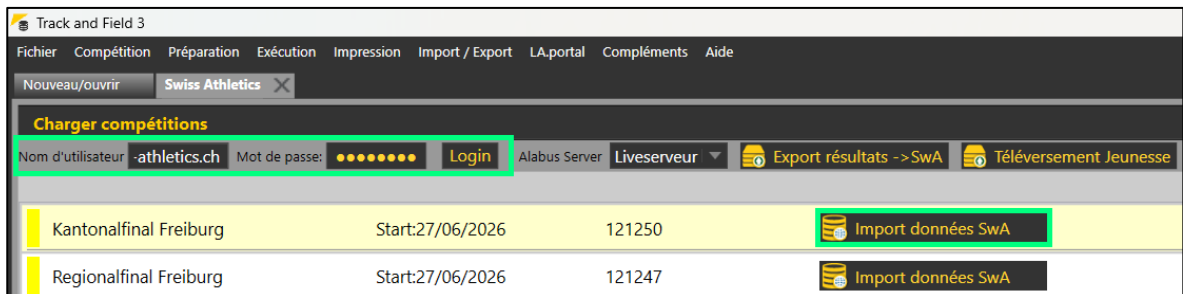 Track and Field 3
Fichier Compétition Préparation Exécution Impression Import / Export LA.portal Compléments Aide
Nouveau/ouvrir Swiss Athletics
Charger compétitions
Nom d'utilisateur -athletics.ch Mot de passe: ●●●●●●●● Login Alabus Server Liveserveur Export résultats ->SwA Téléversement Jeunesse
Kantonalfinal Freiburg Start:27/06/2026 121250 Import données SwA
Regionalfinal Freiburg Start:27/06/2026 121247 Import données SwA